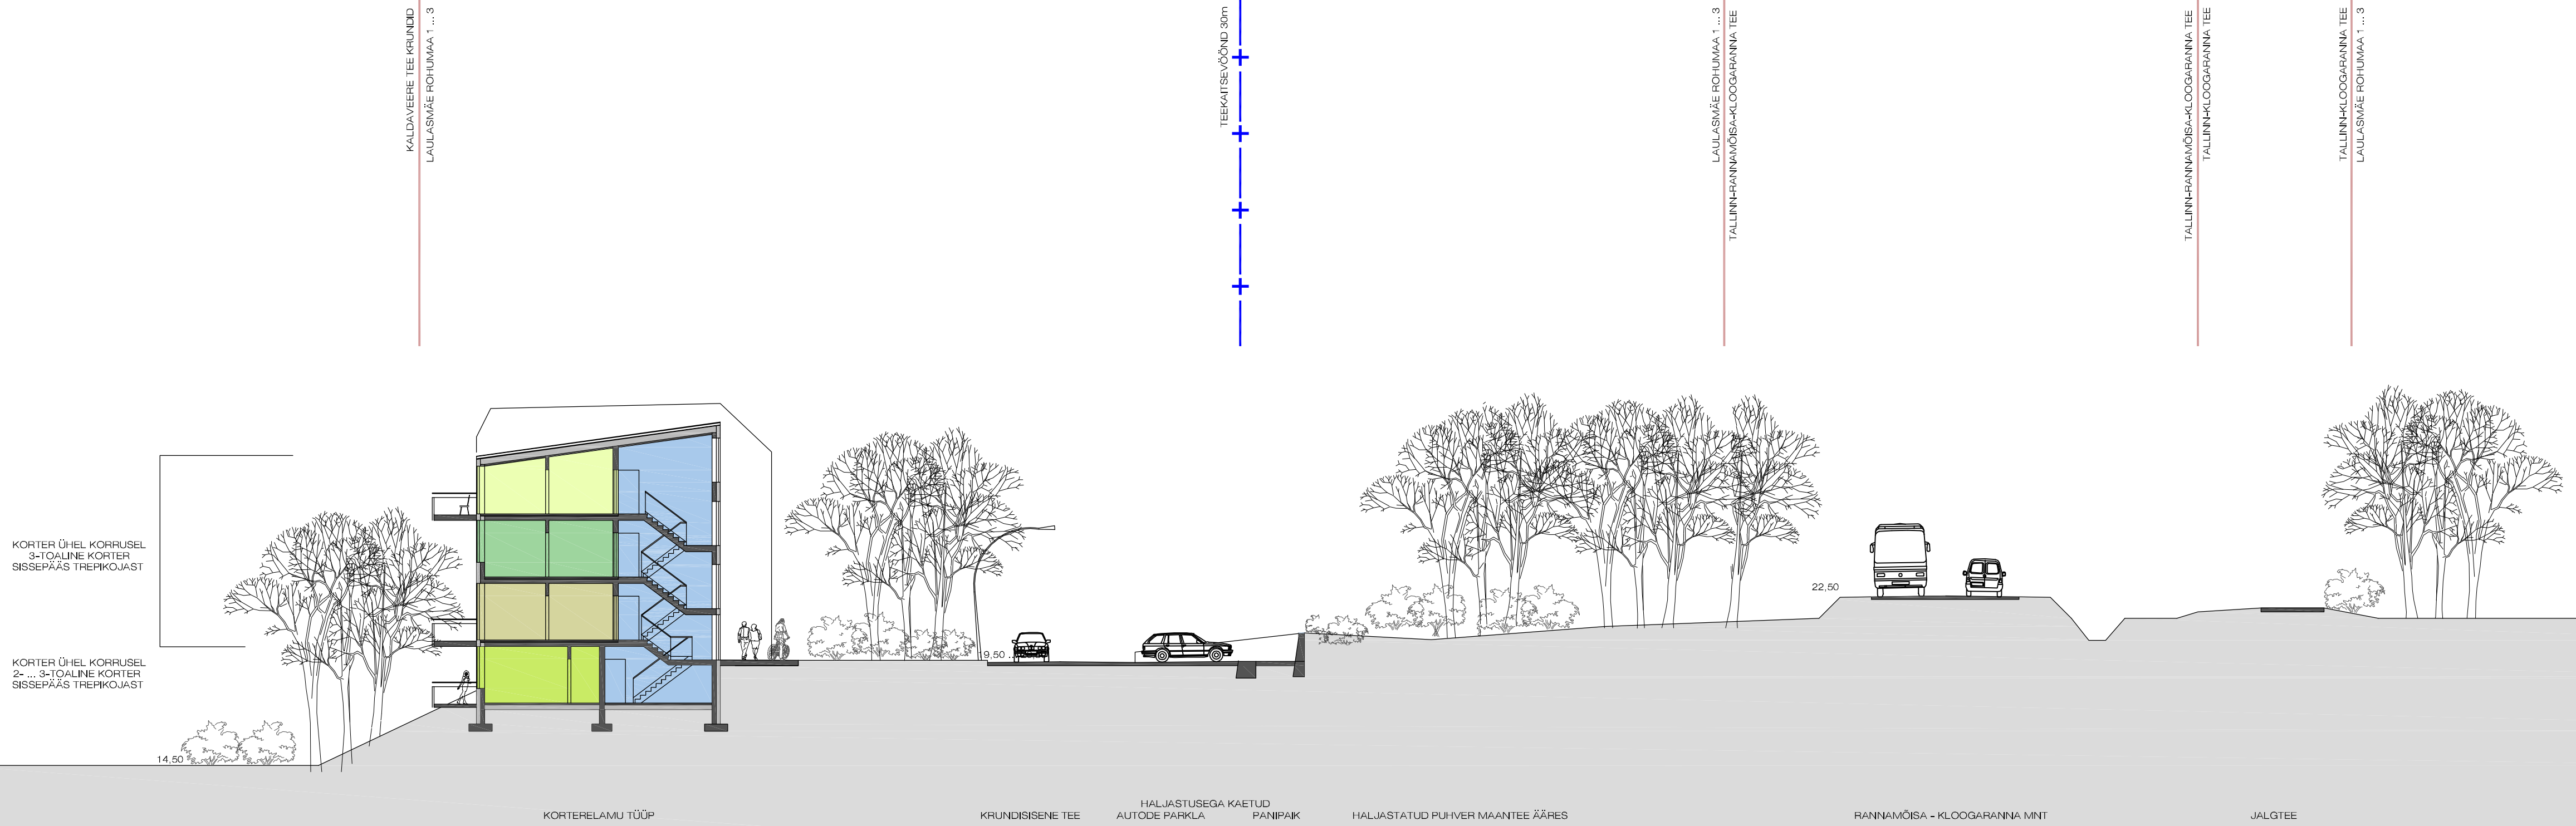 KALDAVEERE TEE KRUNDID
LAULASMÄE ROHUMAA 1 ... 3
TEEKAITSEVÖÖND 30m
LAULASMÄE ROHUMAA 1 ... 3
TALLINN-RANNAMÕISA-KLOOGARANNA TEE
TALLINN-RANNAMÕISA-KLOOGARANNA TEE
TALLINN-KLOOGARANNA TEE
TALLINN-KLOOGARANNA TEE
LAULASMÄE ROHUMAA 1 ... 3
KORTER ÜHEL KORRUSEL
3-TOALINE KORTER
SISSEPÄÄS TREPIKOJAST
22,50
KORTER ÜHEL KORRUSEL
2- ... 3-TOALINE KORTER
SISSEPÄÄS TREPIKOJAST
14,50
KORTERELAMU TÜÜP
KRUNDISISENE TEE
HALJASTUSEGA KAETUD
AUTODE PARKLA
PANIPAIK
HALJASTATUD PUHVER MAANTEE ÄÄRES
RANNAMÕISA - KLOOGARANNA MNT
JALGTEE